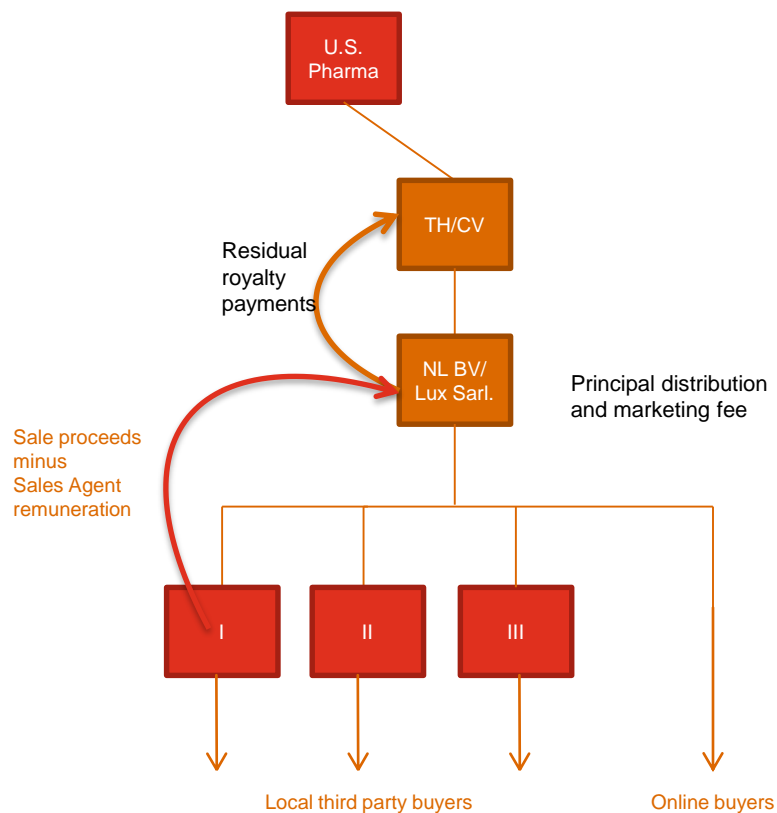 U.S.
Pharma
TH/CV
Residual
royalty
payments
NL BV/
Lux Sarl.
Principal distribution
and marketing fee
Sale proceeds
minus
Sales Agent
remuneration
I
II
III
Local third party buyers
Online buyers